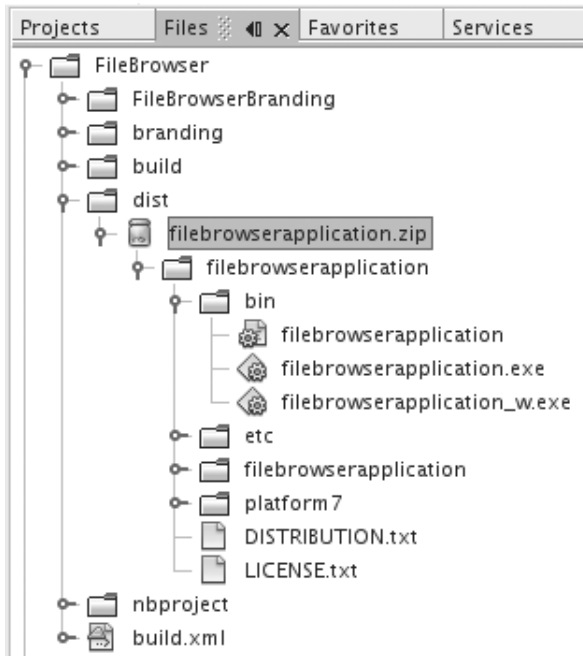 Projects Files Favorites Services
FileBrowser
FileBrowserBranding
branding
build
dist
filebrowserapplication.zip
filebrowserapplication
bin
filebrowserapplication
filebrowserapplication.exe
filebrowserapplication_w.exe
etc
filebrowserapplication
platform7
DISTRIBUTION.txt
LICENSE.txt
nbproject
build.xml